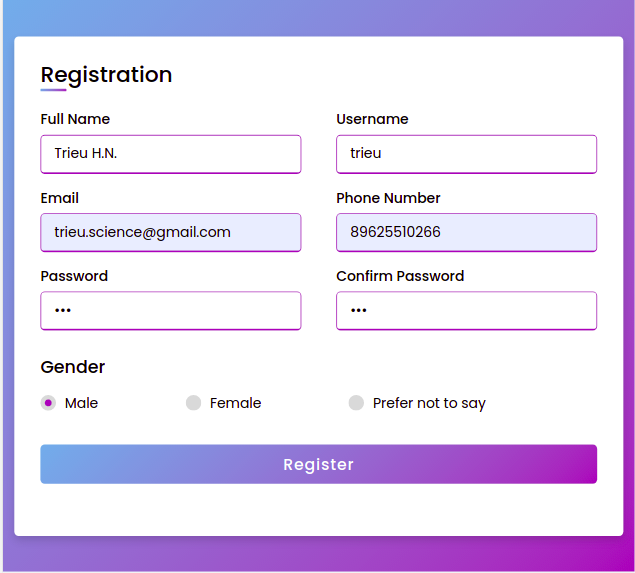 Registration
Full Name
Username
Trieu H.N.
trieu
Email
Phone Number
trieu.science@gmail.com
89625510266
Password
Confirm Password
•••
•••
Gender
Male
Female
Prefer not to say
Register